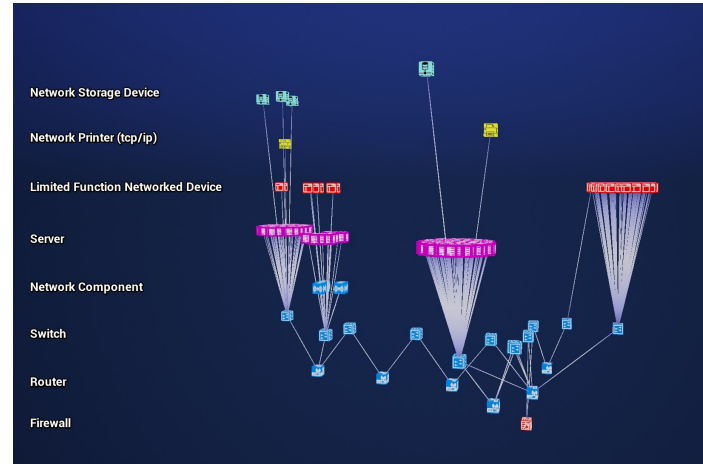 Network Storage Device
Network Printer (tcp/ip)
Limited Function Networked Device
Server
Network Component
Switch
Router
Firewall